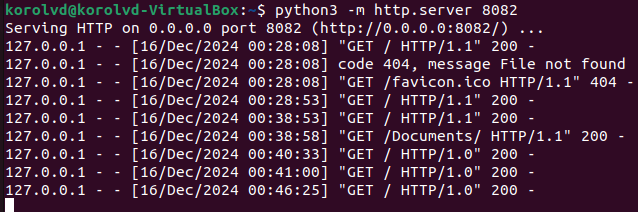 korolvd@korolvd-VirtualBox:~$ python3 -m http.server 8082
Serving HTTP on 0.0.0.0 port 8082 (http://0.0.0.0:8082/) ...
127.0.0.1 - - [16/Dec/2024 00:28:08] "GET / HTTP/1.1" 200 -
127.0.0.1 - - [16/Dec/2024 00:28:08] code 404, message File not found
127.0.0.1 - - [16/Dec/2024 00:28:08] "GET /favicon.ico HTTP/1.1" 404 -
127.0.0.1 - - [16/Dec/2024 00:28:53] "GET / HTTP/1.1" 200 -
127.0.0.1 - - [16/Dec/2024 00:38:53] "GET / HTTP/1.1" 200 -
127.0.0.1 - - [16/Dec/2024 00:38:58] "GET /Documents/ HTTP/1.1" 200 -
127.0.0.1 - - [16/Dec/2024 00:40:33] "GET / HTTP/1.0" 200 -
127.0.0.1 - - [16/Dec/2024 00:41:00] "GET / HTTP/1.0" 200 -
127.0.0.1 - - [16/Dec/2024 00:46:25] "GET / HTTP/1.0" 200 -